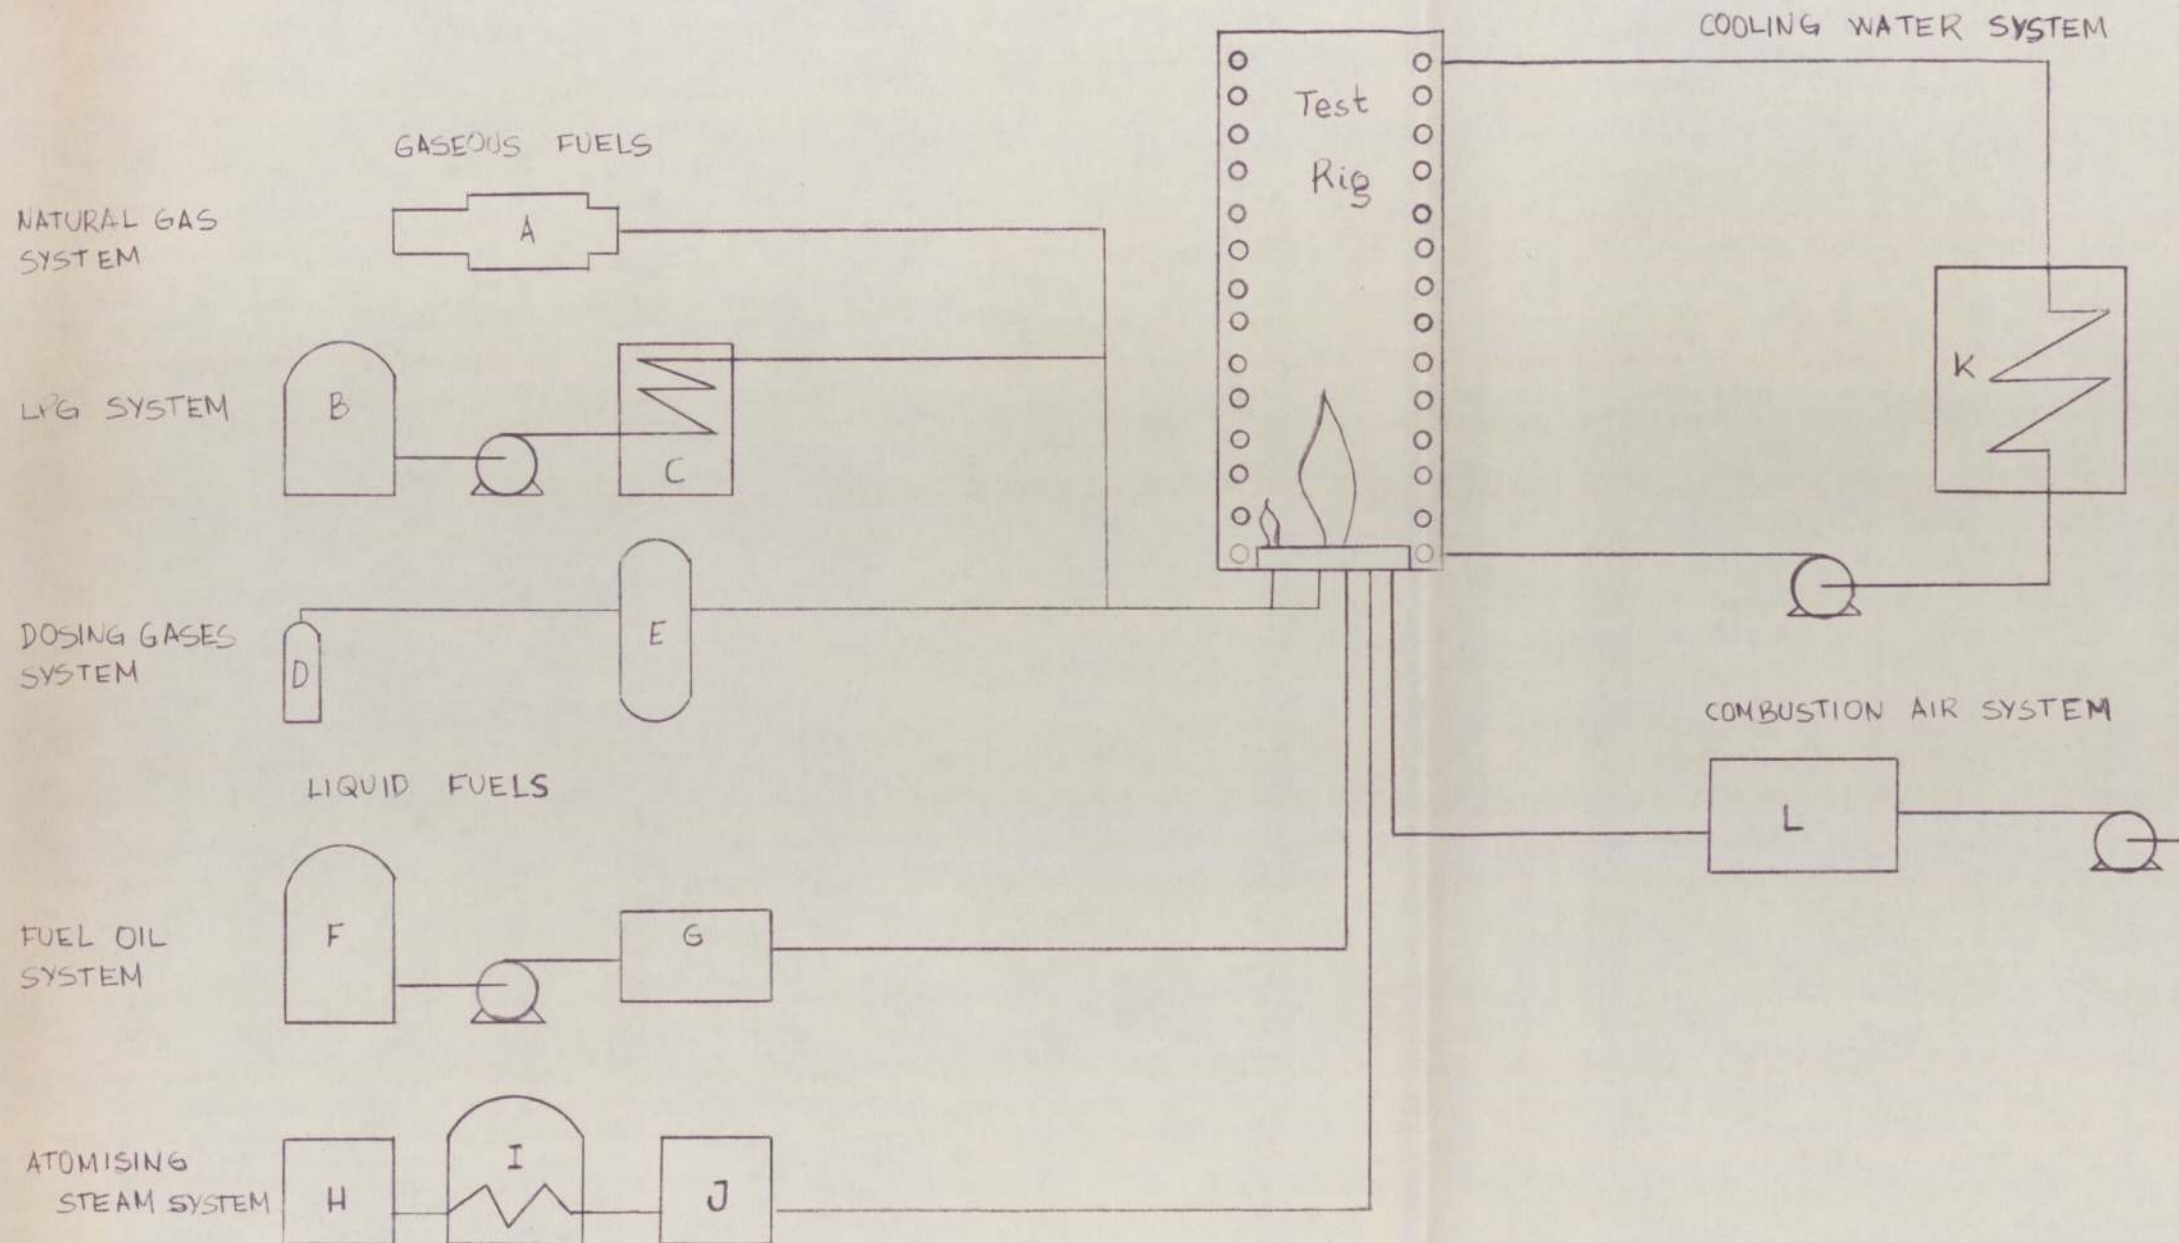 COOLING WATER SYSTEM
Test
Rig
GASEOUS FUELS
NATURAL GAS
SYSTEM
A
K
LPG SYSTEM
B
C
DOSING GASES
SYSTEM
D
E
COMBUSTION AIR SYSTEM
L
LIQUID FUELS
FUEL OIL
SYSTEM
F
G
ATOMISING
STEAM SYSTEM
H
I
J